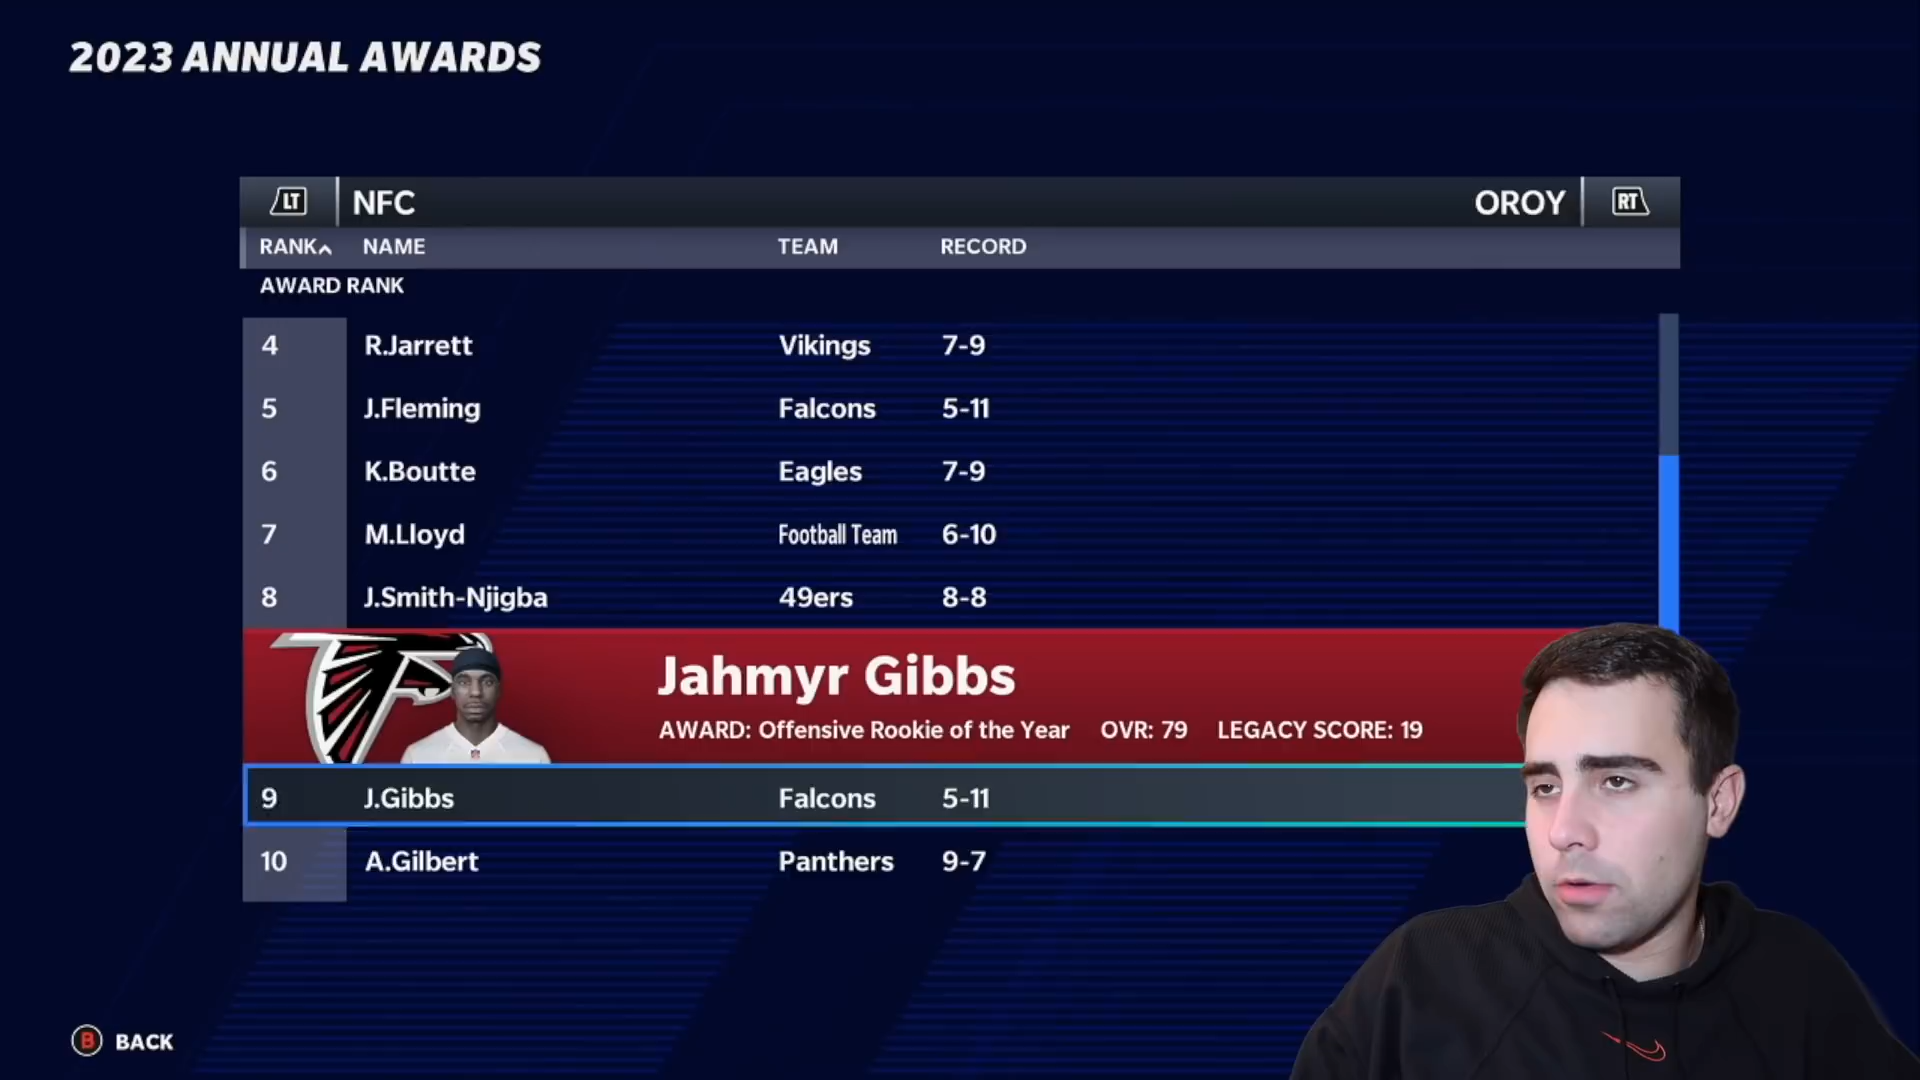 2023 ANNUAL AWARDS
LT NFC OROY RT
RANK NAME TEAM RECORD
AWARD RANK
4 R.Jarrett Vikings 7-9
5 J.Fleming Falcons 5-11
6 K.Boutte Eagles 7-9
7 M.Lloyd Football Team 6-10
8 J.Smith-Njigba 49ers 8-8
Jahmyr Gibbs
AWARD: Offensive Rookie of the Year OVR: 79 LEGACY SCORE: 19
9 J.Gibbs Falcons 5-11
10 A.Gilbert Panthers 9-7
B BACK